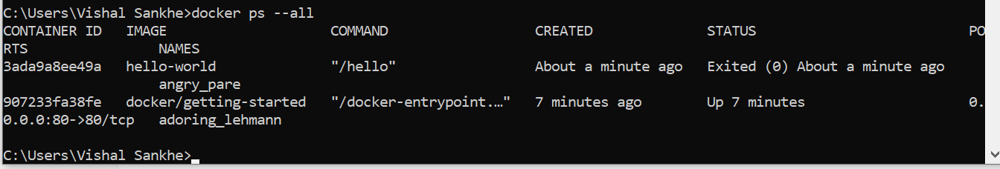 C:\Users\Vishal Sankhe>docker ps --all
CONTAINER ID   IMAGE                    COMMAND                  CREATED              STATUS                          PO
RTS                NAMES
3ada9a8ee49a   hello-world              "/hello"                 About a minute ago   Exited (0) About a minute ago
                   angry_pare
907233fa38fe   docker/getting-started   "/docker-entrypoint.…"   7 minutes ago        Up 7 minutes                    0.
0.0.0:80->80/tcp   adoring_lehmann
C:\Users\Vishal Sankhe>